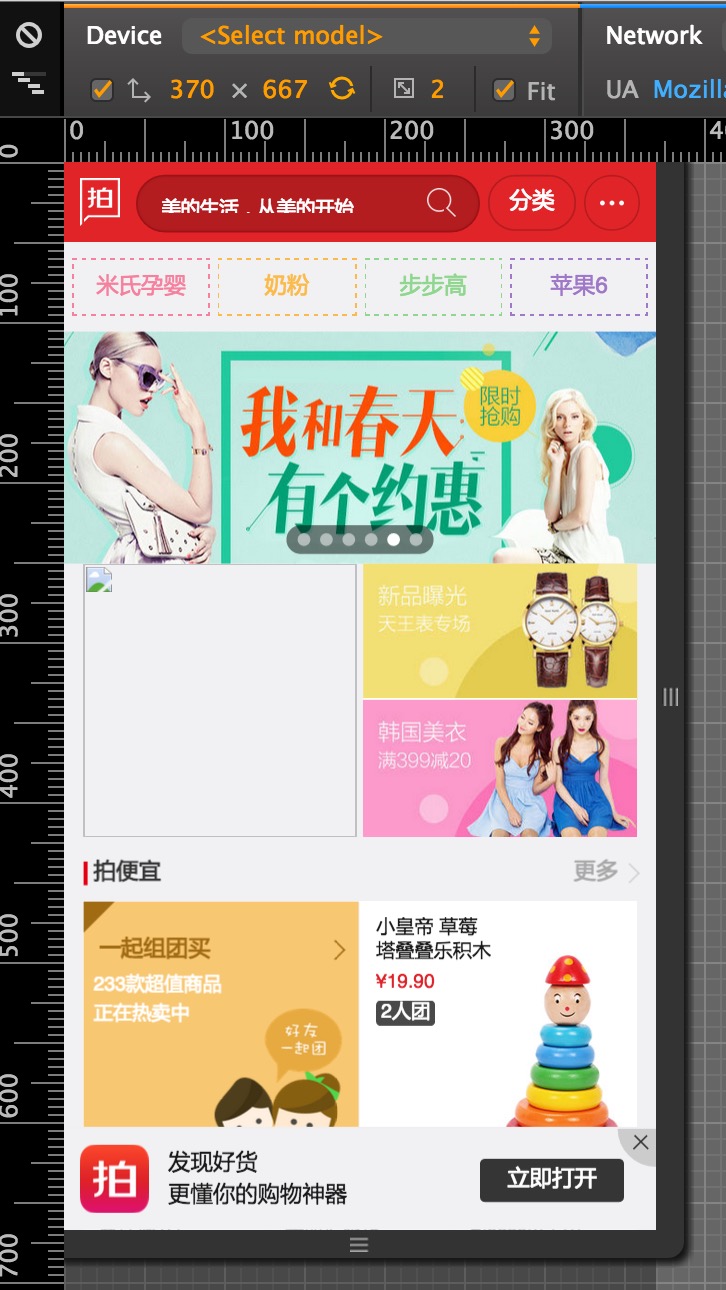 Device <Select model> Network
370 × 667 2 Fit UA Mozill
0 100 200 300 4
0
100
200
300
400
500
600
700
拍 美的生活，从美的开始 分类 ...
米氏孕婴 奶粉 步步高 苹果6
我和春天
有个约惠
限时
抢购
新品曝光
天王表专场
韩国美衣
满399减20
拍便宜 更多
一起组团买
233款超值商品
正在热卖中
好友
一起团
小皇帝 草莓
塔叠叠乐积木
¥19.90
2人团
拍
发现好货
更懂你的购物神器
立即打开